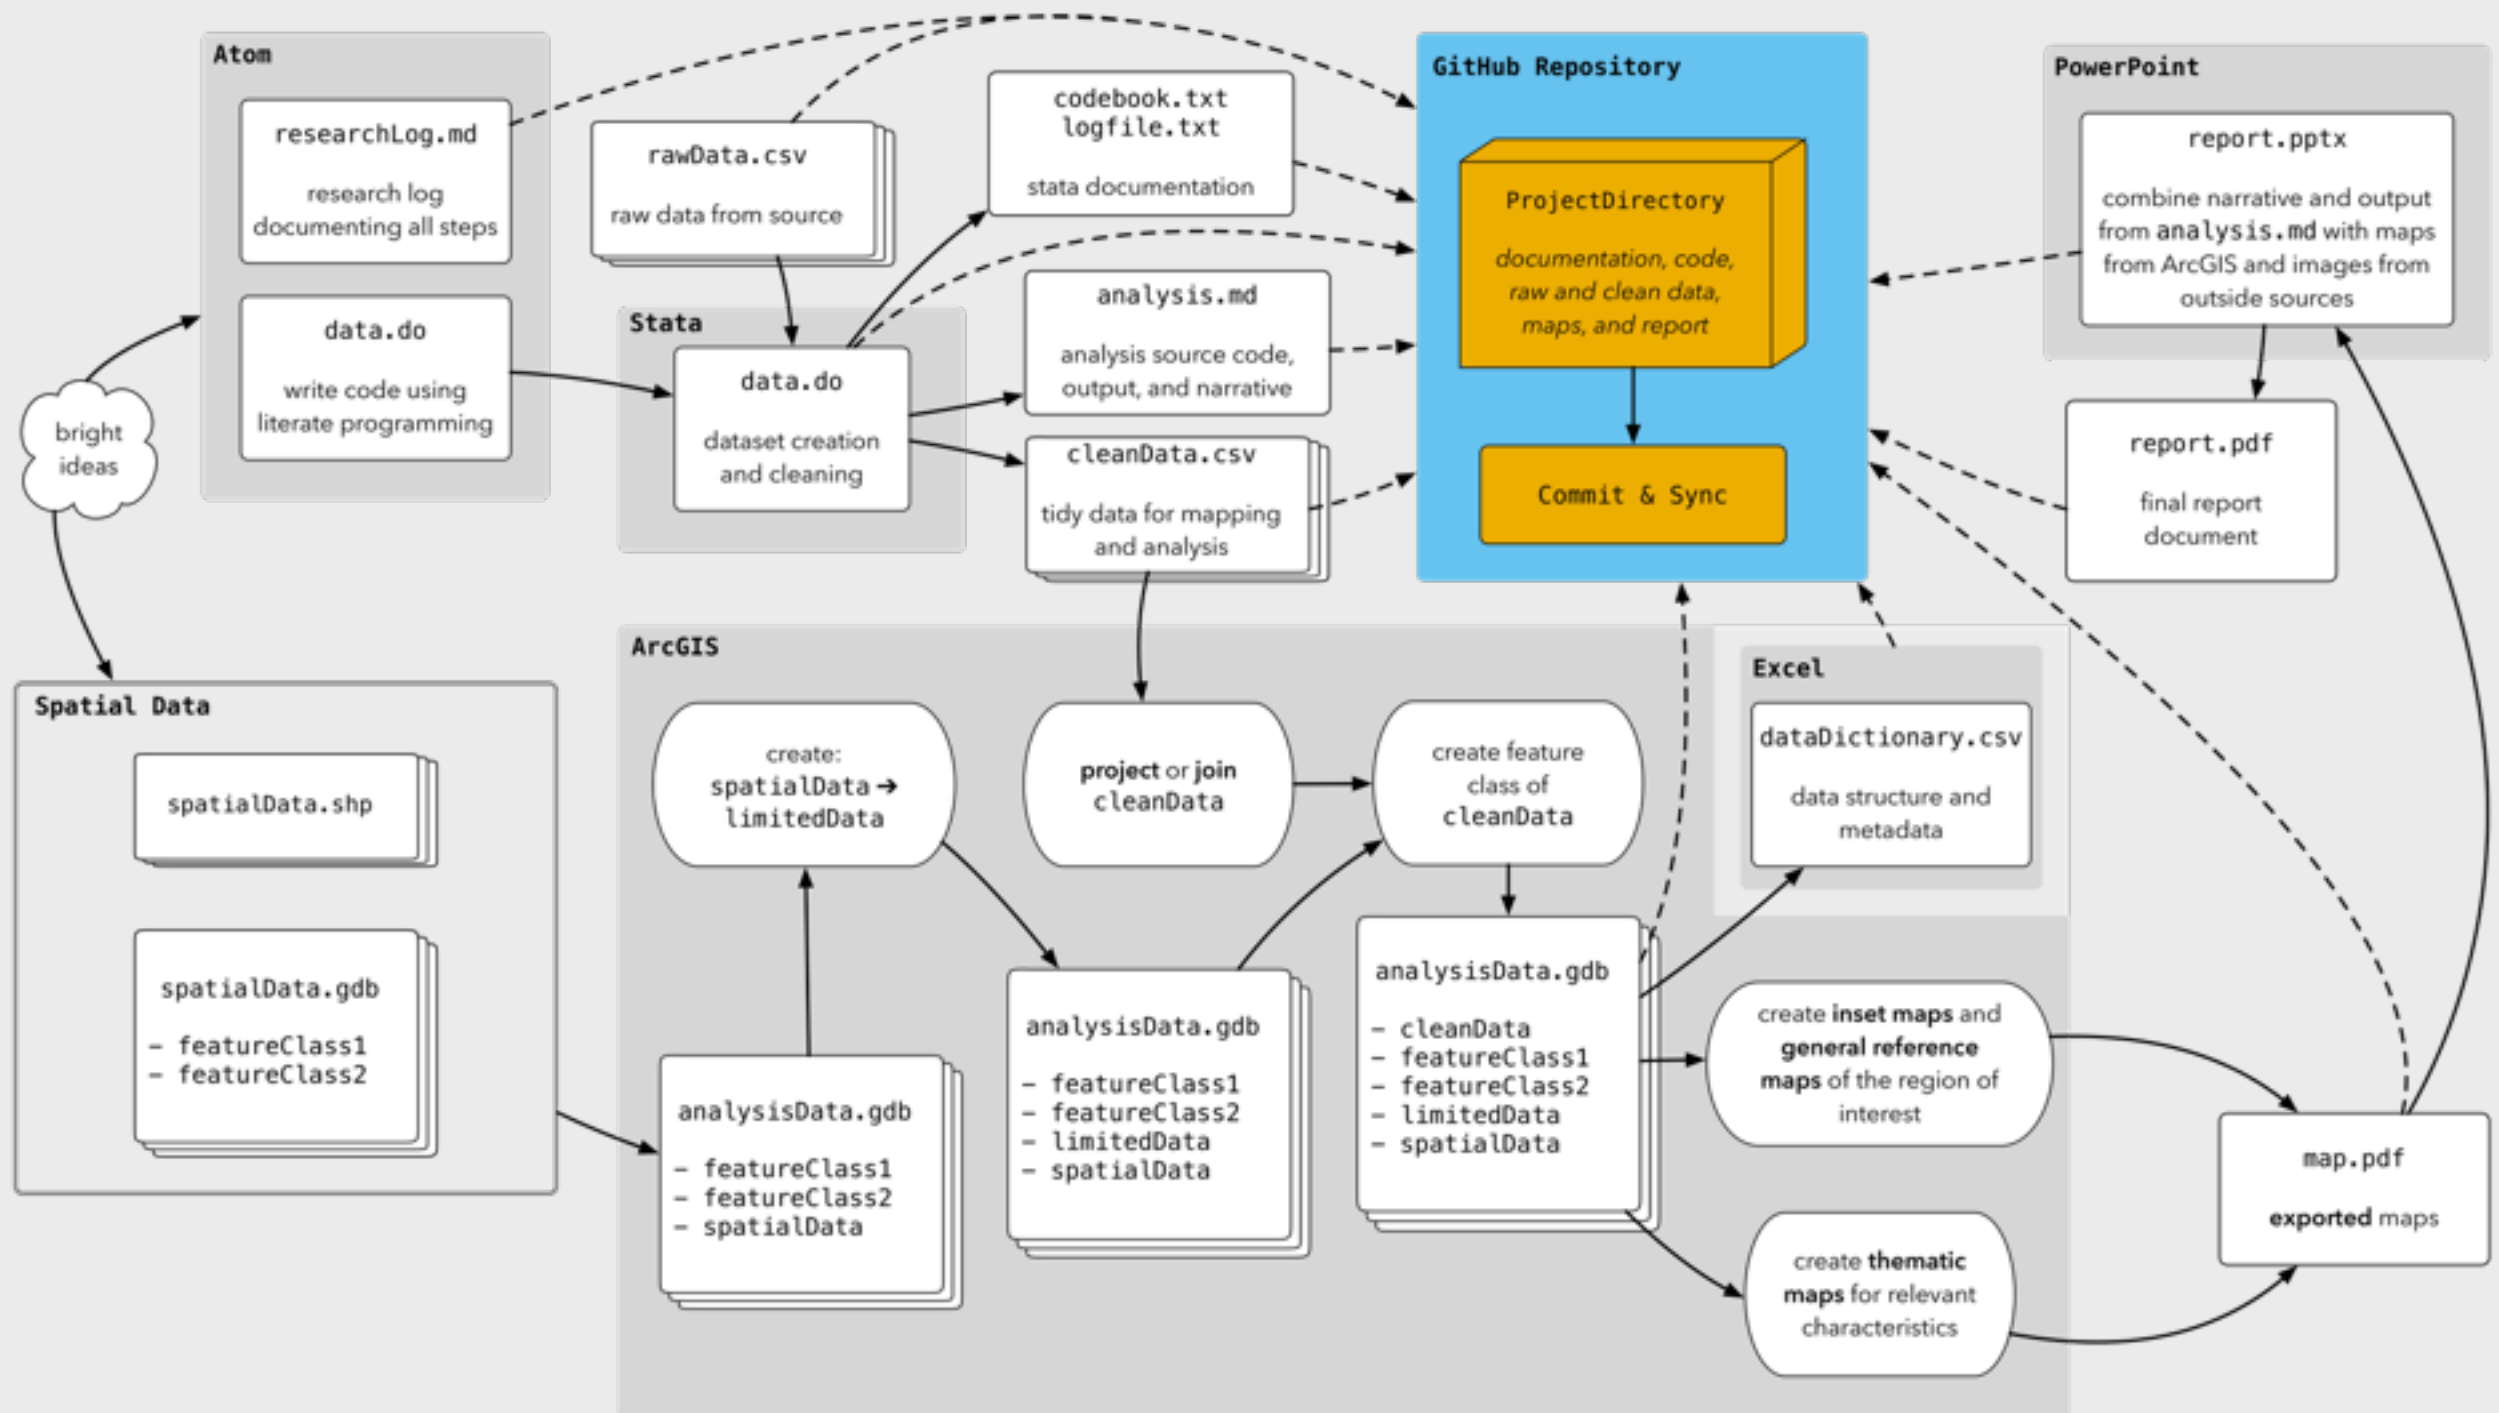 Atom
researchLog.md
research log
documenting all steps
data.do
write code using
literate programming
bright
ideas
rawData.csv
raw data from source
Stata
data.do
dataset creation
and cleaning
codebook.txt
logfile.txt
stata documentation
analysis.md
analysis source code,
output, and narrative
cleanData.csv
tidy data for mapping
and analysis
GitHub Repository
ProjectDirectory
documentation, code,
raw and clean data,
maps, and report
Commit & Sync
PowerPoint
report.pptx
combine narrative and output
from analysis.md with maps
from ArcGIS and images from
outside sources
report.pdf
final report
document
Spatial Data
spatialData.shp
spatialData.gdb
– featureClass1
– featureClass2
ArcGIS
create:
spatialData ➔
limitedData
project or join
cleanData
create feature
class of
cleanData
Excel
dataDictionary.csv
data structure and
metadata
analysisData.gdb
– featureClass1
– featureClass2
– spatialData
analysisData.gdb
– featureClass1
– featureClass2
– limitedData
– spatialData
analysisData.gdb
– cleanData
– featureClass1
– featureClass2
– limitedData
– spatialData
create inset maps and
general reference
maps of the region of
interest
create thematic
maps for relevant
characteristics
map.pdf
exported maps